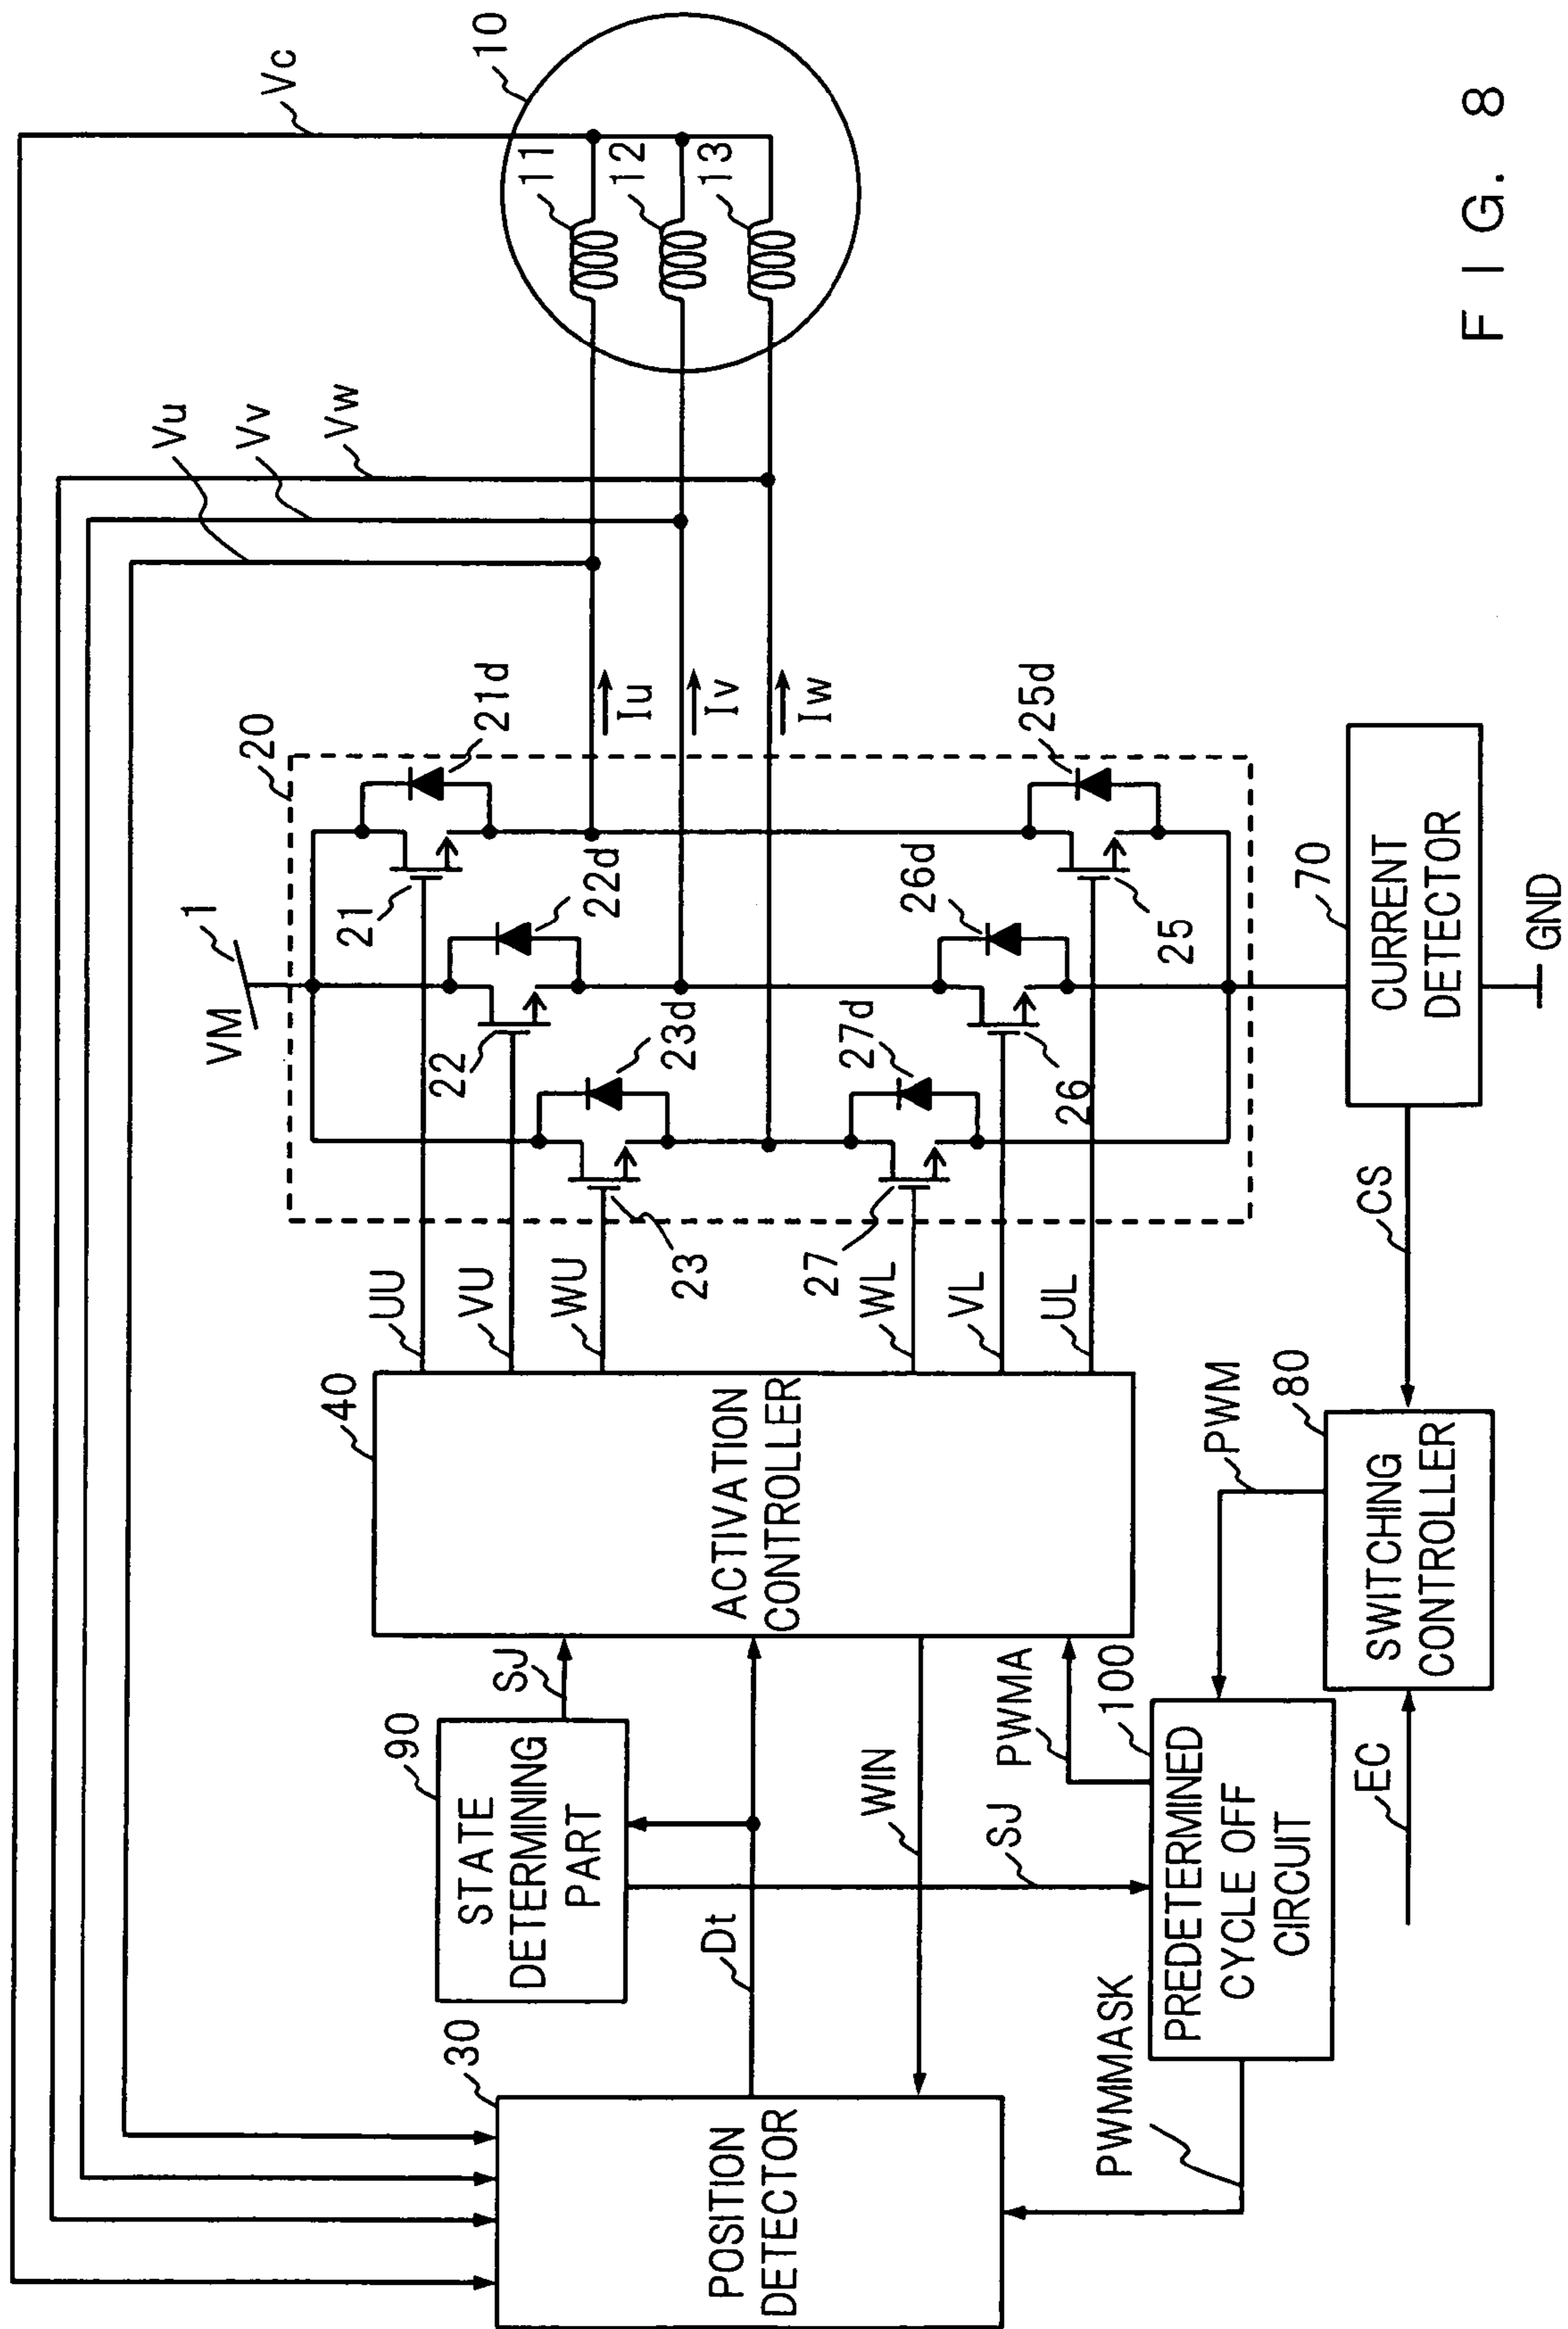 Vc
10
11
12
13
Vu
Vv
Vw
20
21d
Iu
Iv
Iw
25d
1
VM
21
22d
22
23d
23
26d
25
27d
26
27
70
CURRENT
DETECTOR
GND
UU
VU
WU
WL
VL
UL
CS
40
ACTIVATION
CONTROLLER
PWM
80
SWITCHING
CONTROLLER
SJ
90
STATE
DETERMINING
PART
WIN
PWMA
100
SJ
PREDETERMINED
CYCLE OFF
CIRCUIT
EC
Dt
30
POSITION
DETECTOR
PWMMASK
FIG. 8